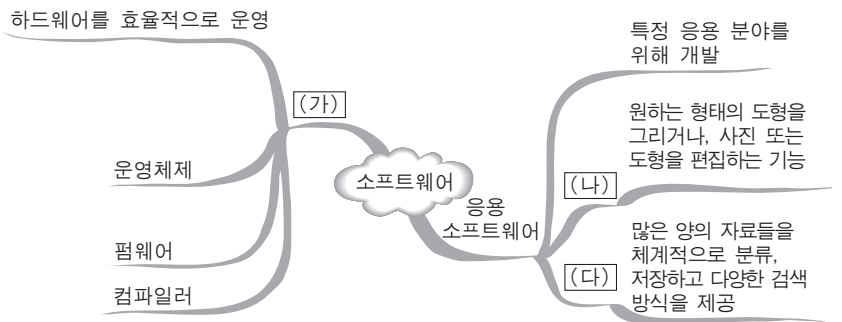 하드웨어를 효율적으로 운영
(가)
운영체제
펌웨어
컴파일러
소프트웨어
응용
소프트웨어
특정 응용 분야를
위해 개발
(나)
원하는 형태의 도형을
그리거나, 사진 또는
도형을 편집하는 기능
(다)
많은 양의 자료들을
체계적으로 분류,
저장하고 다양한 검색
방식을 제공